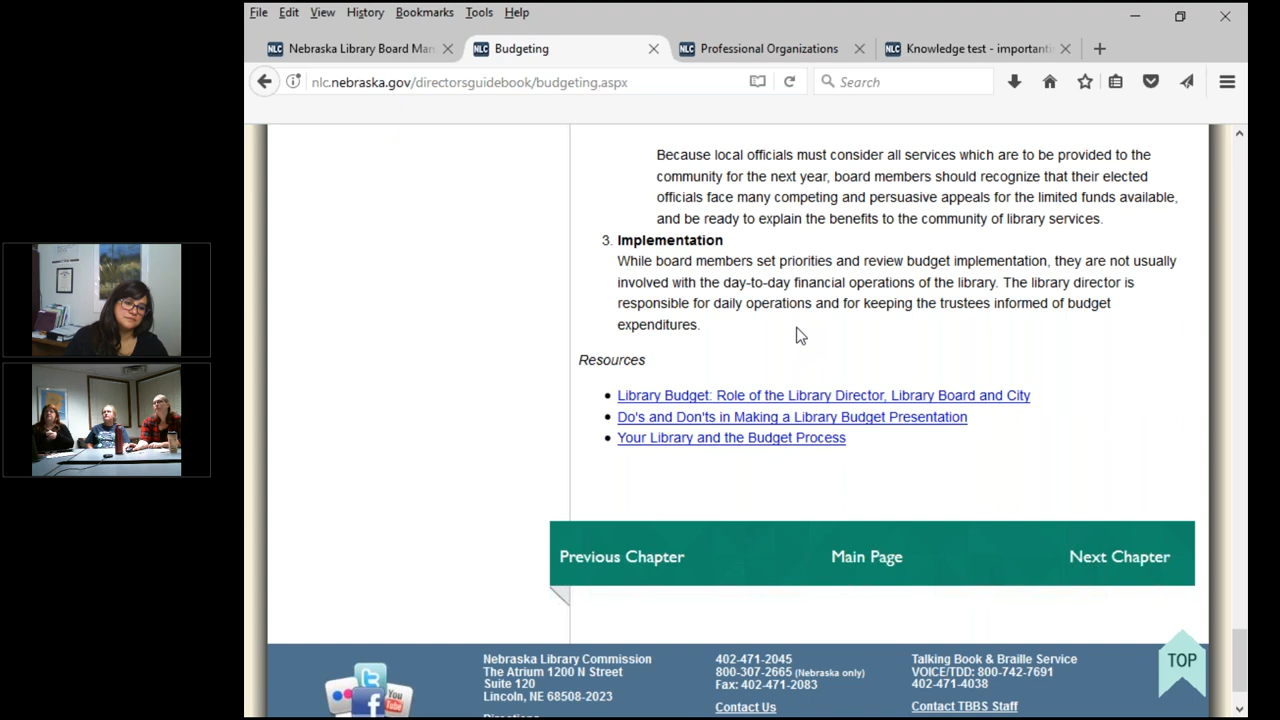 File Edit View History Bookmarks Tools Help
NLC Nebraska Library Board Man
NLC Budgeting
NLC Professional Organizations
NLC Knowledge test - importanti
nlc.nebraska.gov/directorsguidebook/budgeting.aspx
Search
Because local officials must consider all services which are to be provided to the
community for the next year, board members should recognize that their elected
officials face many competing and persuasive appeals for the limited funds available,
and be ready to explain the benefits to the community of library services.
3. Implementation
While board members set priorities and review budget implementation, they are not usually
involved with the day-to-day financial operations of the library. The library director is
responsible for daily operations and for keeping the trustees informed of budget
expenditures.
Resources
• Library Budget: Role of the Library Director, Library Board and City
• Do's and Don'ts in Making a Library Budget Presentation
• Your Library and the Budget Process
Previous Chapter Main Page Next Chapter
TOP
Nebraska Library Commission
The Atrium 1200 N Street
Suite 120
Lincoln, NE 68508-2023
402-471-2045
800-307-2665 (Nebraska only)
Fax: 402-471-2083
Contact Us
Talking Book & Braille Service
VOICE/TDD: 800-742-7691
402-471-4038
Contact TBBS Staff
You